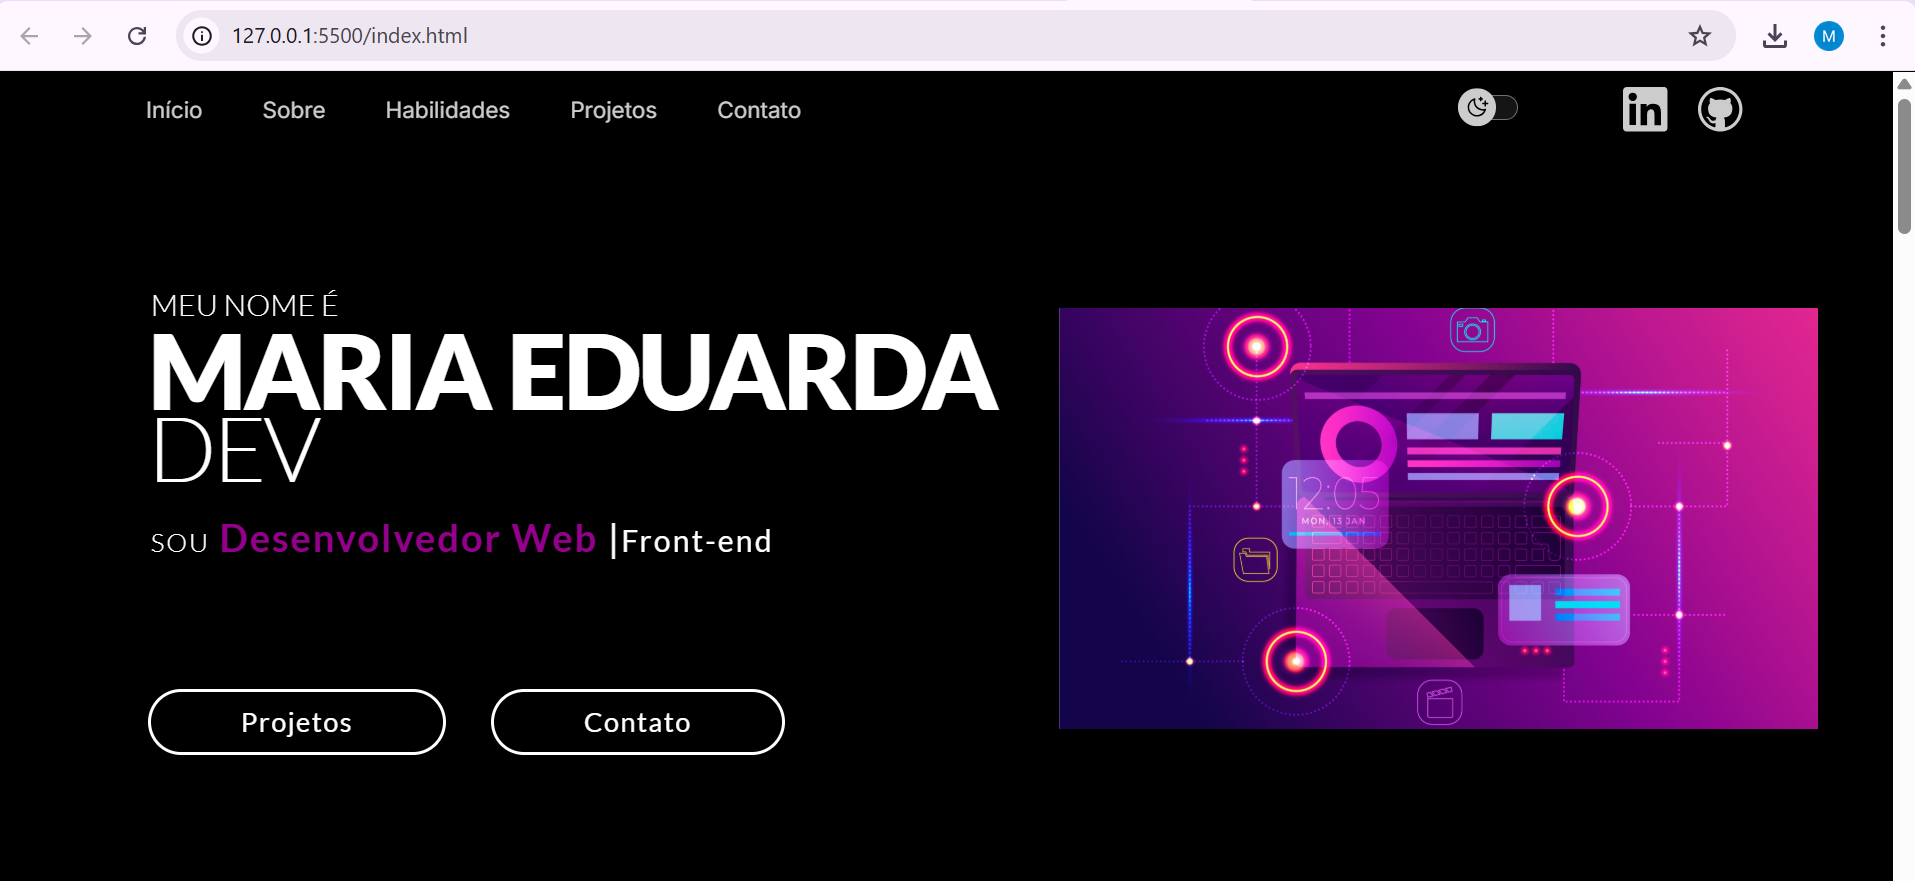 127.0.0.1:5500/index.html
M
Início Sobre Habilidades Projetos Contato
in
MEU NOME É
MARIA EDUARDA
DEV
SOU Desenvolvedor Web |Front-end
12:05
MON, 13 JAN
Projetos Contato